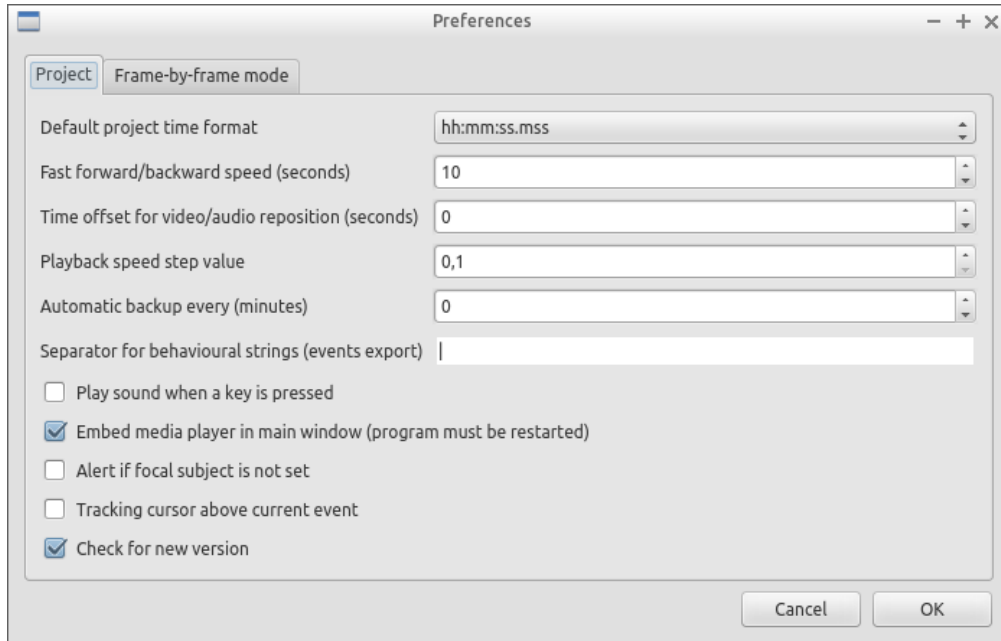 Preferences
Project Frame-by-frame mode
Default project time format hh:mm:ss.mss
Fast forward/backward speed (seconds) 10
Time offset for video/audio reposition (seconds) 0
Playback speed step value 0,1
Automatic backup every (minutes) 0
Separator for behavioural strings (events export) |
Play sound when a key is pressed
Embed media player in main window (program must be restarted)
Alert if focal subject is not set
Tracking cursor above current event
Check for new version
Cancel OK